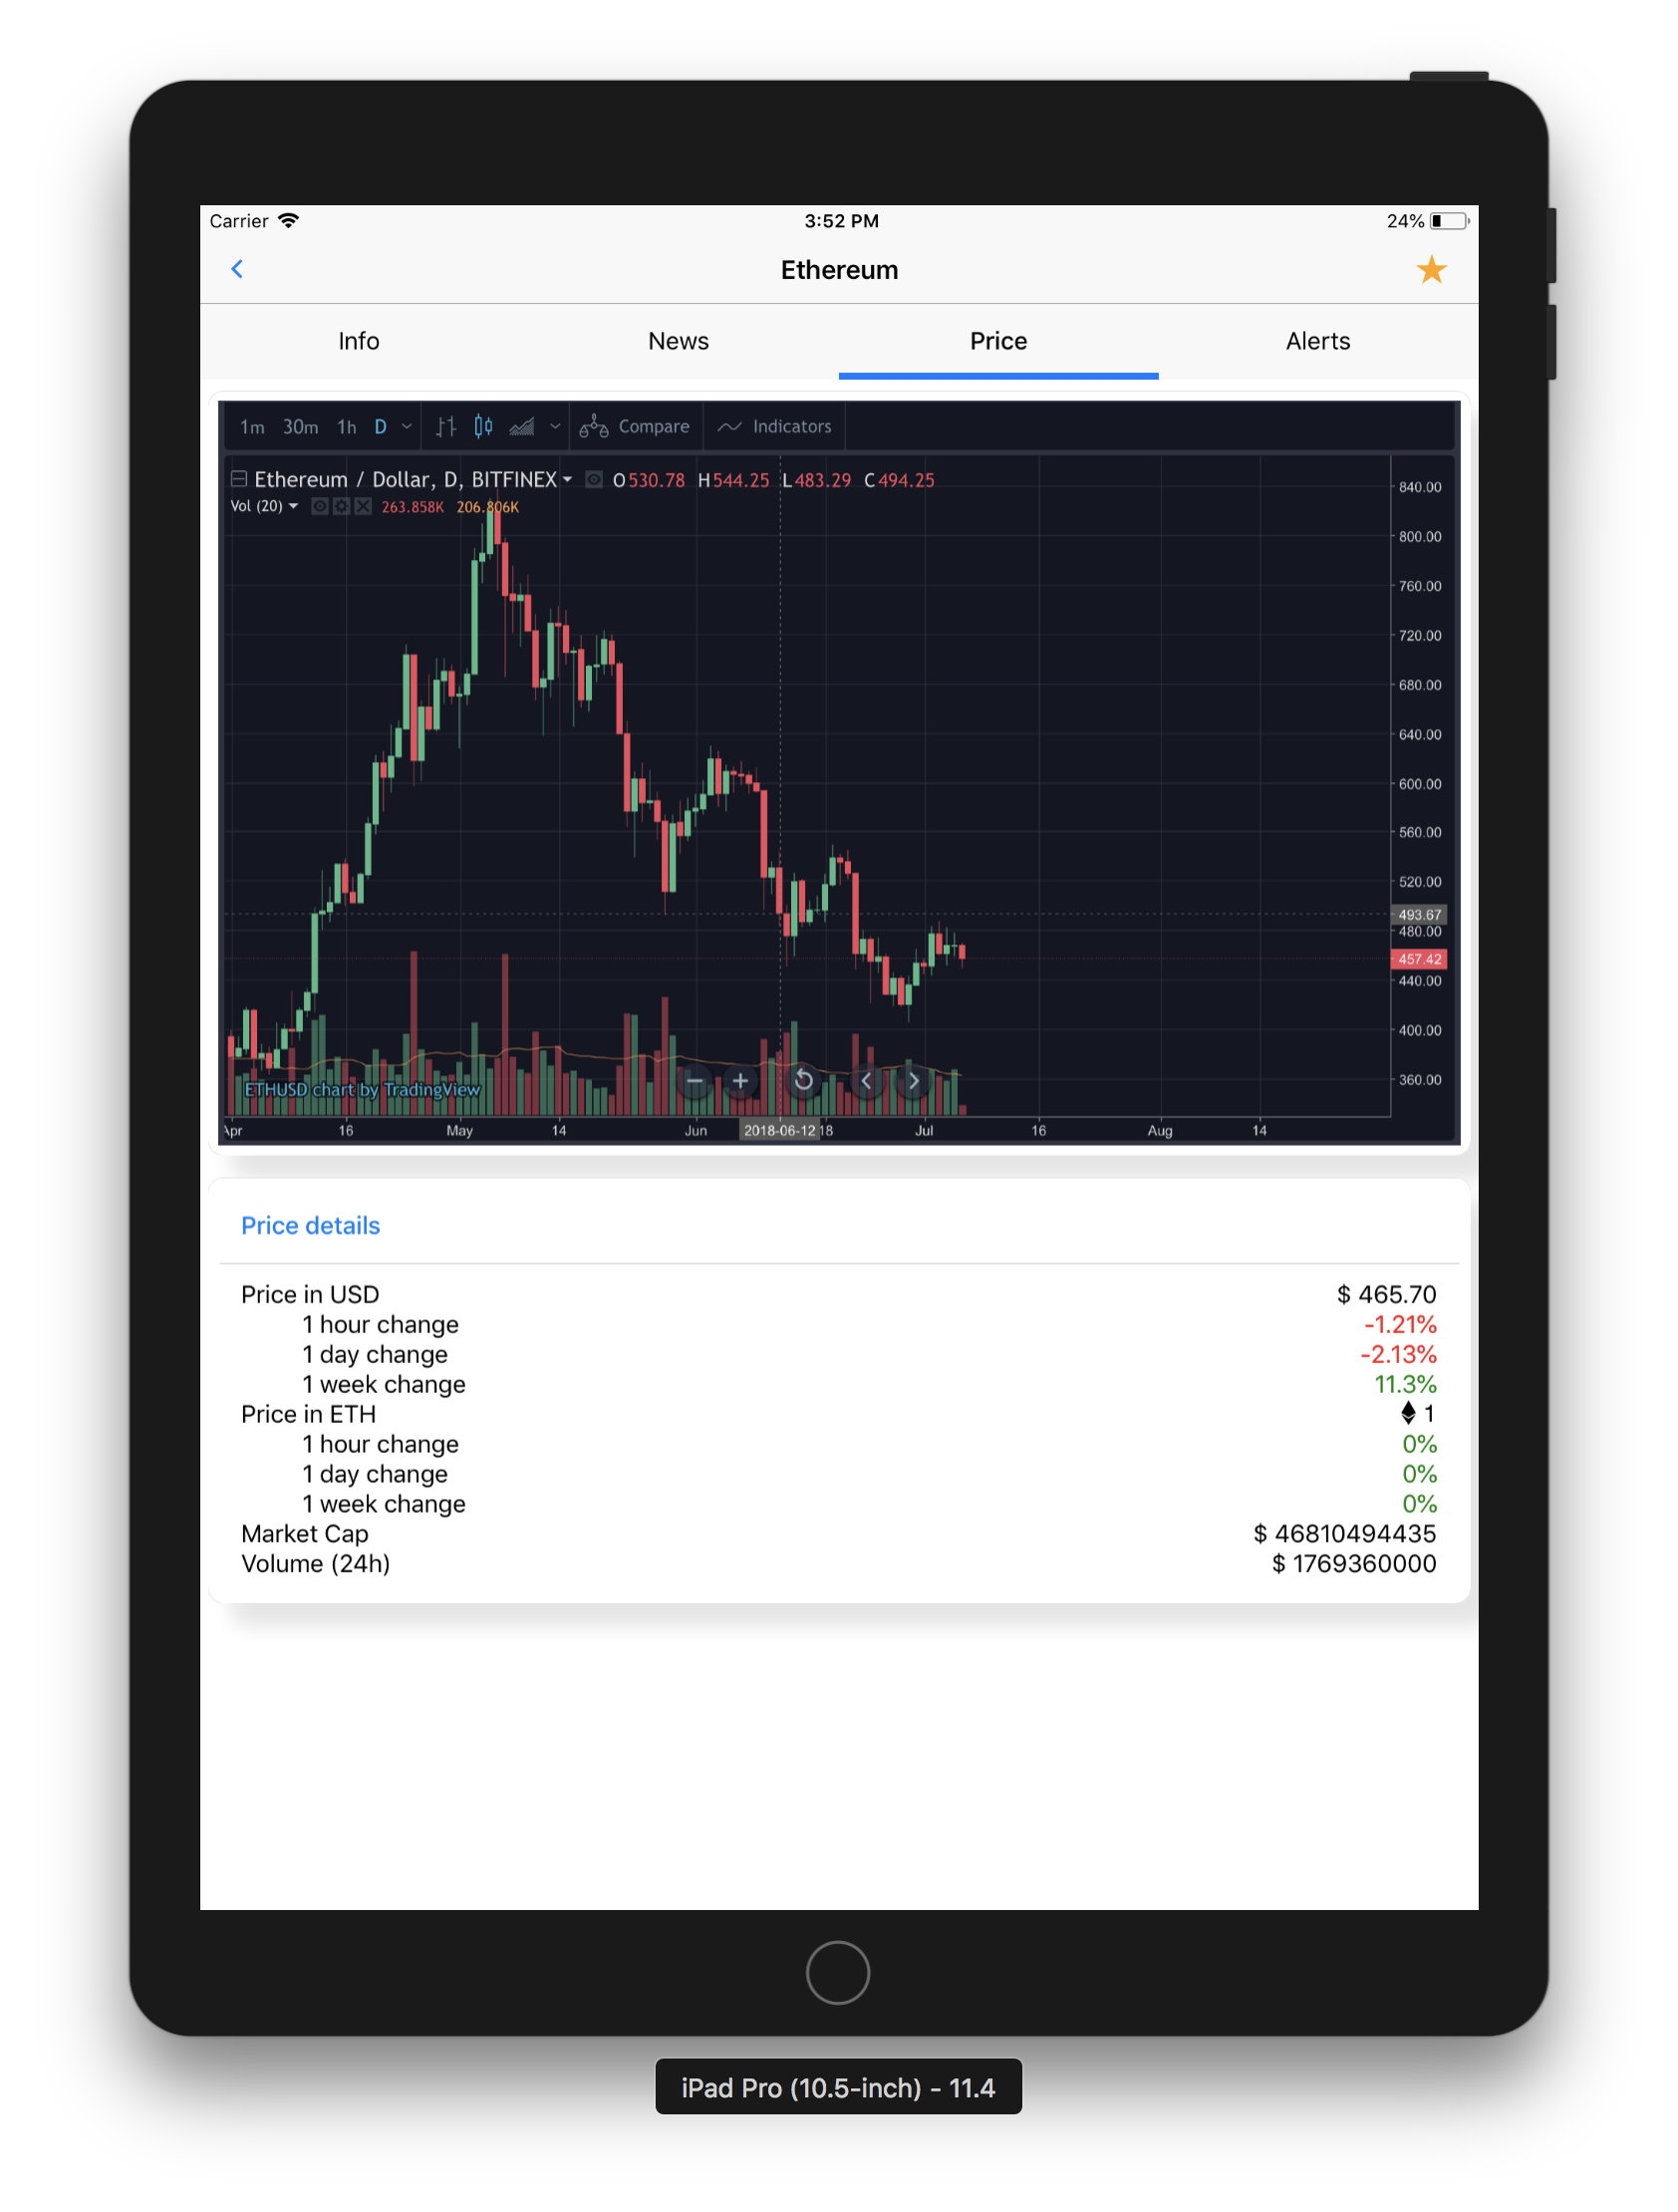 Carrier 3:52 PM 24%
Ethereum
Info News Price Alerts
1m 30m 1h D Compare Indicators
Ethereum / Dollar, D, BITFINEX O530.78 H544.25 L483.29 C494.25
Vol (20) 263.858K 206.806K
840.00
800.00
760.00
720.00
680.00
640.00
600.00
560.00
520.00
493.67
480.00
457.42
440.00
400.00
360.00
ETHUSD chart by TradingView
Apr 16 May 14 Jun 2018-06-12 18 Jul 16 Aug 14
Price details
Price in USD $ 465.70
1 hour change -1.21%
1 day change -2.13%
1 week change 11.3%
Price in ETH 1
1 hour change 0%
1 day change 0%
1 week change 0%
Market Cap $ 46810494435
Volume (24h) $ 1769360000
iPad Pro (10.5-inch) - 11.4